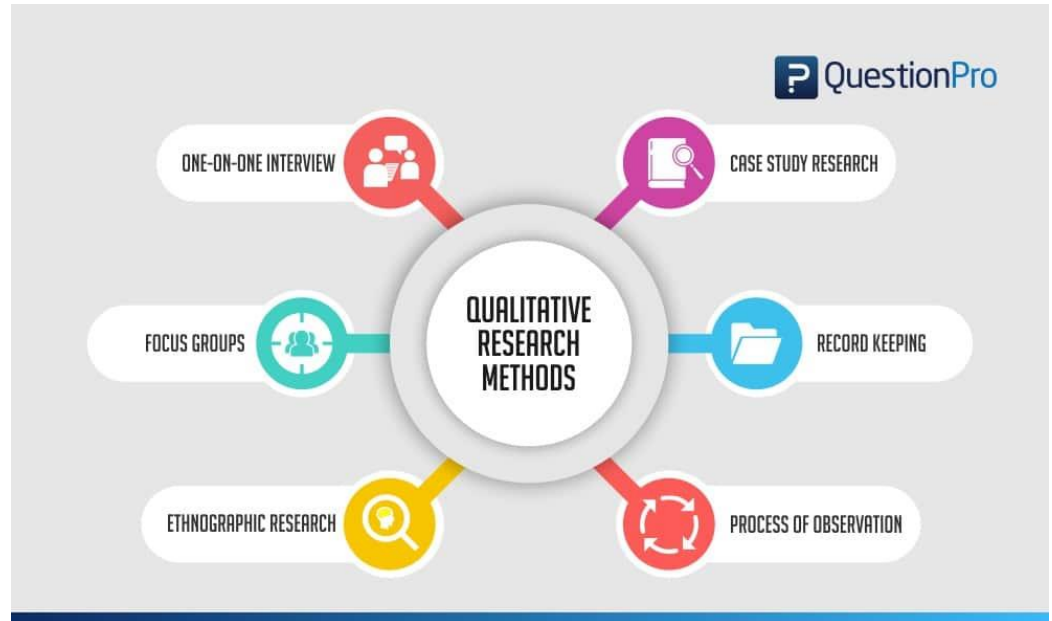 QuestionPro
ONE-ON-ONE INTERVIEW
CASE STUDY RESEARCH
QUALITATIVE
RESEARCH
METHODS
FOCUS GROUPS
RECORD KEEPING
ETHNOGRAPHIC RESEARCH
PROCESS OF OBSERVATION